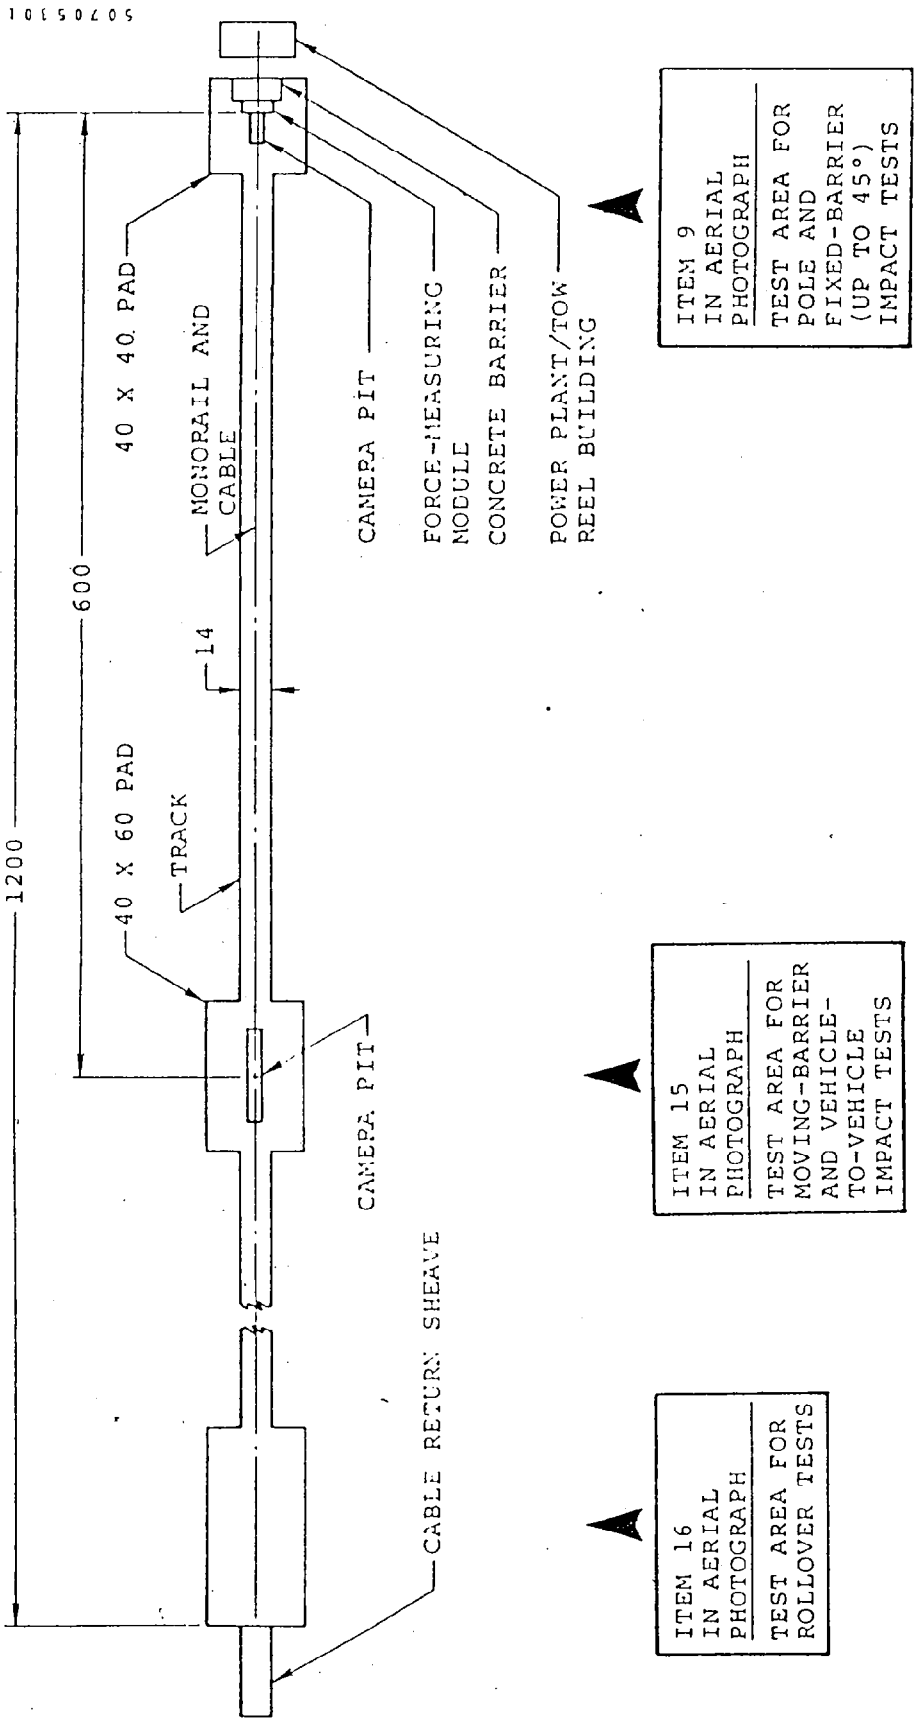 50705301
1200
600
40 X 60 PAD
40 X 40 PAD
TRACK
14
MONORAIL AND
CABLE
CAMERA PIT
CAMERA PIT
FORCE-MEASURING
MODULE
CONCRETE BARRIER
CABLE RETURN SHEAVE
POWER PLANT/TOW
REEL BUILDING
ITEM 16
IN AERIAL
PHOTOGRAPH
TEST AREA FOR
ROLLOVER TESTS
ITEM 15
IN AERIAL
PHOTOGRAPH
TEST AREA FOR
MOVING-BARRIER
AND VEHICLE-
TO-VEHICLE
IMPACT TESTS
ITEM 9
IN AERIAL
PHOTOGRAPH
TEST AREA FOR
POLE AND
FIXED-BARRIER
(UP TO 45°)
IMPACT TESTS